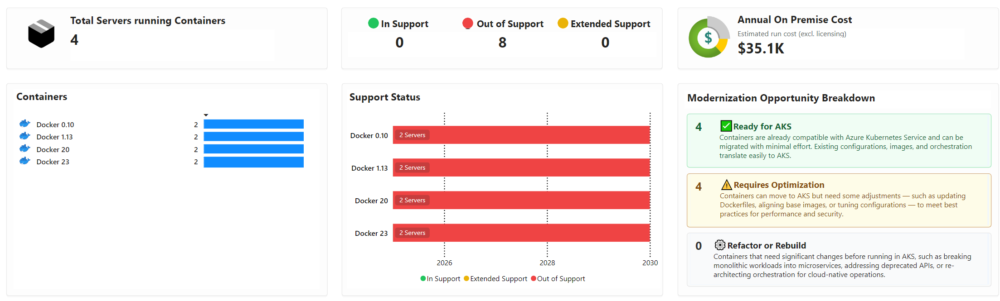 Total Servers running Containers
4
In Support
0
Out of Support
8
Extended Support
0
Annual On Premise Cost
Estimated run cost (excl. licensing)
$35.1K
Containers
Docker 0.10 2
Docker 1.13 2
Docker 20 2
Docker 23 2
Support Status
Docker 0.10 2 Servers
Docker 1.13 2 Servers
Docker 20 2 Servers
Docker 23 2 Servers
2026 2028 2030
In Support Extended Support Out of Support
Modernization Opportunity Breakdown
4 Ready for AKS
Containers are already compatible with Azure Kubernetes Service and can be
migrated with minimal effort. Existing configurations, images, and orchestration
translate easily to AKS.
4 Requires Optimization
Containers can move to AKS but need some adjustments — such as updating
Dockerfiles, aligning base images, or tuning configurations — to meet best
practices for performance and security.
0 Refactor or Rebuild
Containers that need significant changes before running in AKS, such as breaking
monolithic workloads into microservices, addressing deprecated APIs, or re-
architecting orchestration for cloud-native operations.